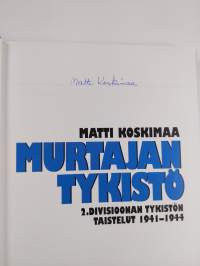 Matti Koskimaa
MATTI KOSKIMAA
MURTAJAN
TYKISTÖ
2.DIVISIOONAN TYKISTÖN
TAISTELUT 1941–1944